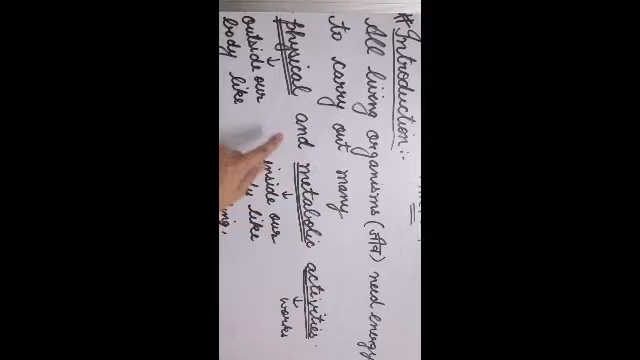 # Introduction:-
All living organisms (जीव) need energy
to carry out many
physical and metabolic activities.
↓ ↓ ↓
outside our inside our works
body like like